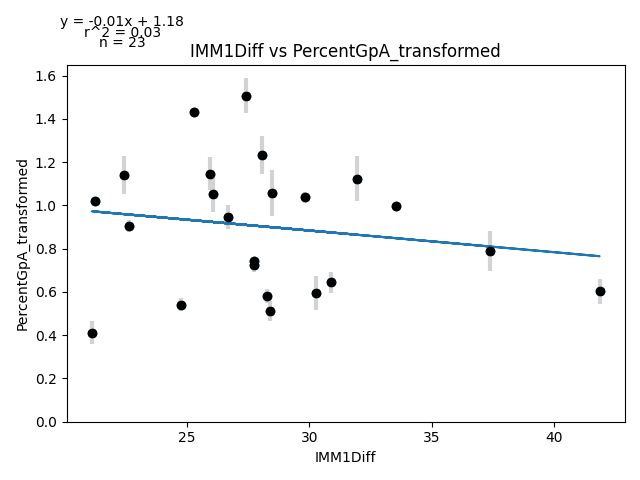 y = -0.01x + 1.18
r^2 = 0.03
n = 23
IMM1Diff vs PercentGpA_transformed
1.6
1.4
1.2
1.0
0.8
0.6
0.4
0.2
0.0
PercentGpA_transformed
25 30 35 40
IMM1Diff